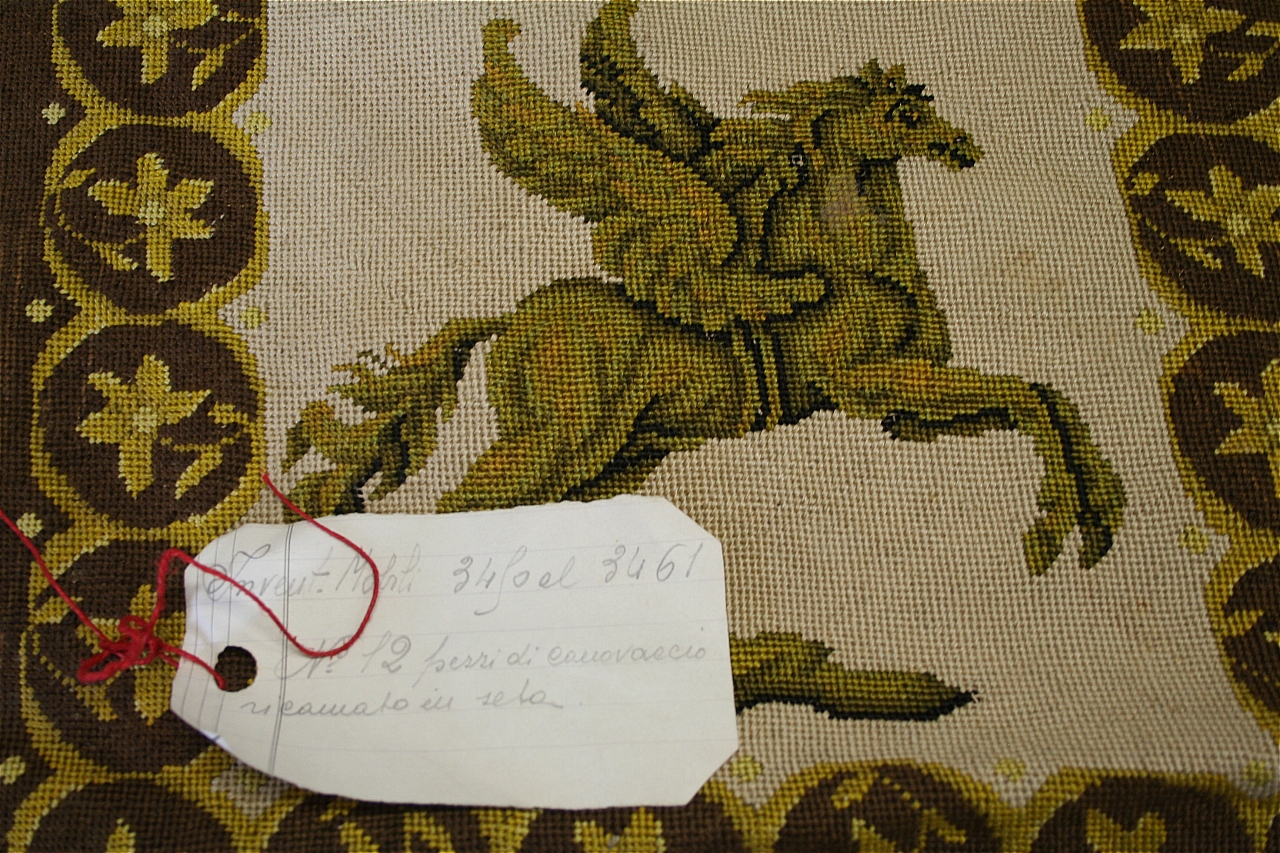 Invent. Mobili 3450 al 3461
N° 12 pezzi di canovaccio
ricamato in seta.